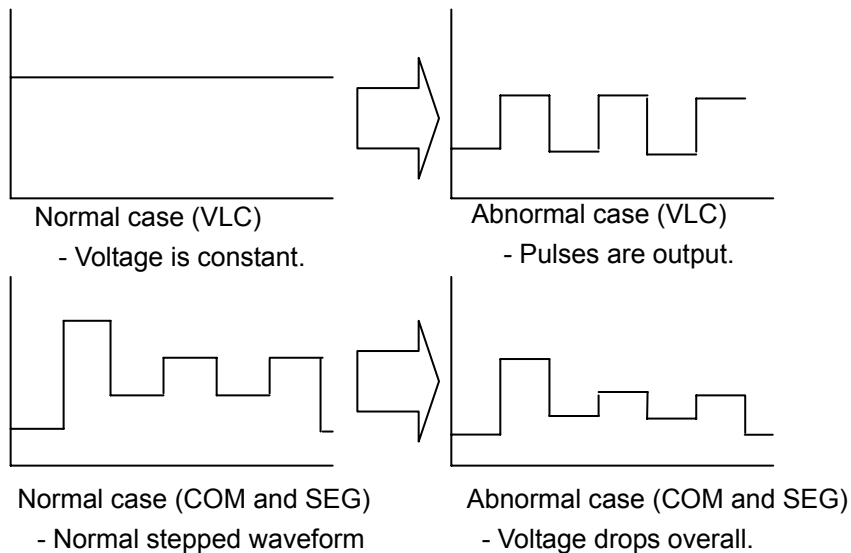 Normal case (VLC)
Abnormal case (VLC)
- Voltage is constant.
- Pulses are output.
Normal case (COM and SEG)
Abnormal case (COM and SEG)
- Normal stepped waveform
- Voltage drops overall.